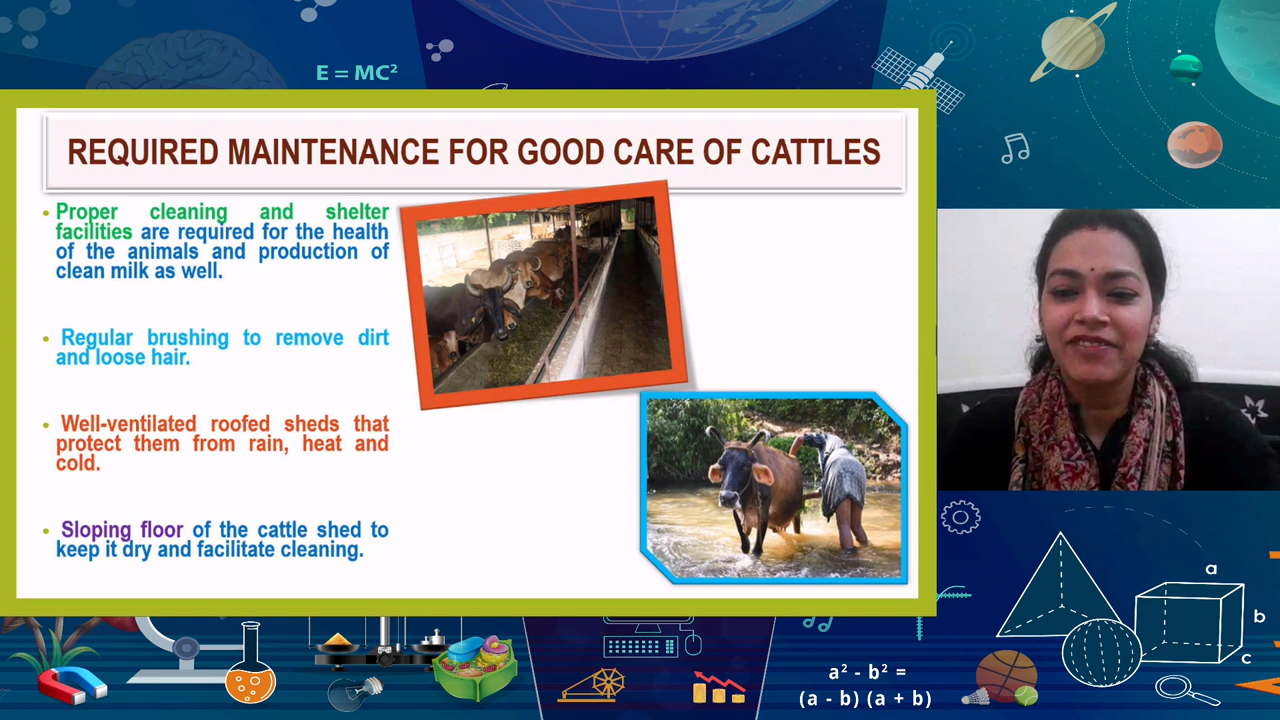 E = MC²
REQUIRED MAINTENANCE FOR GOOD CARE OF CATTLES
• Proper cleaning and shelter
facilities are required for the health
of the animals and production of
clean milk as well.
• Regular brushing to remove dirt
and loose hair.
• Well-ventilated roofed sheds that
protect them from rain, heat and
cold.
• Sloping floor of the cattle shed to
keep it dry and facilitate cleaning.
a
b
c
a² - b² =
(a - b) (a + b)